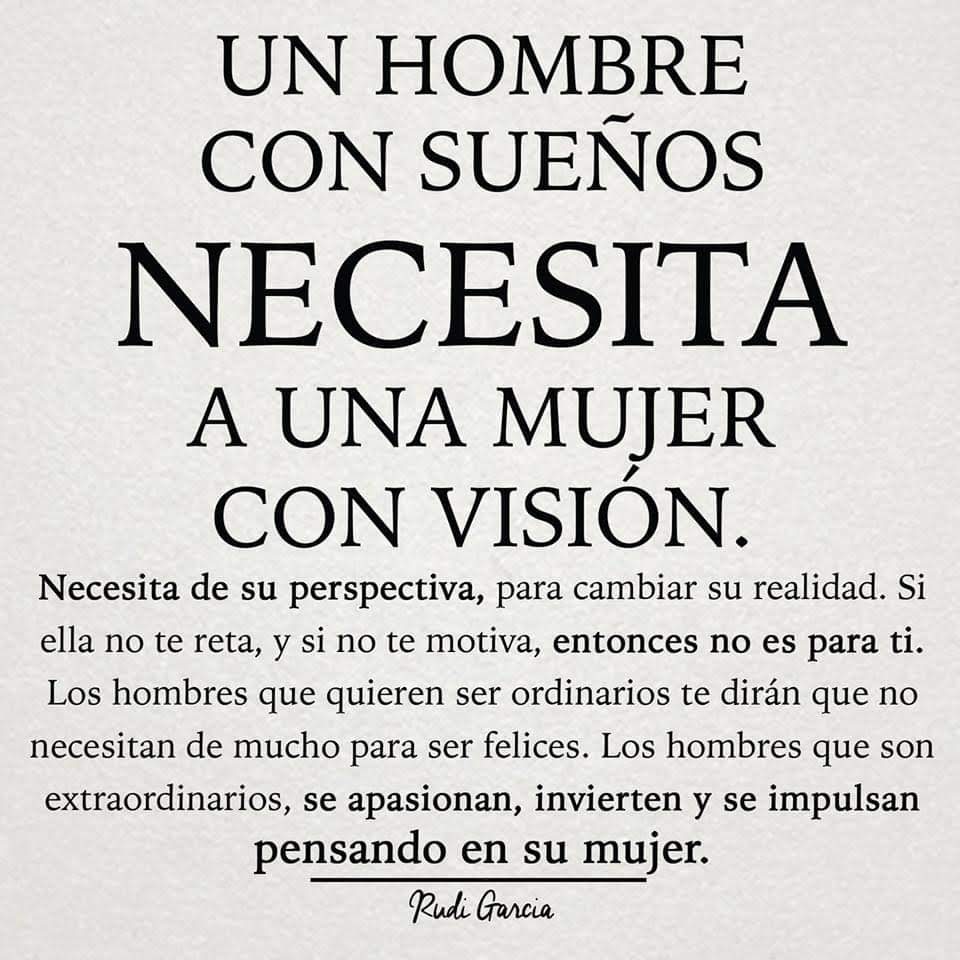 UN HOMBRE
CON SUEÑOS
NECESITA
A UNA MUJER
CON VISIÓN.
Necesita de su perspectiva, para cambiar su realidad. Si
ella no te reta, y si no te motiva, entonces no es para ti.
Los hombres que quieren ser ordinarios te dirán que no
necesitan de mucho para ser felices. Los hombres que son
extraordinarios, se apasionan, invierten y se impulsan
pensando en su mujer.
Rudi Garcia